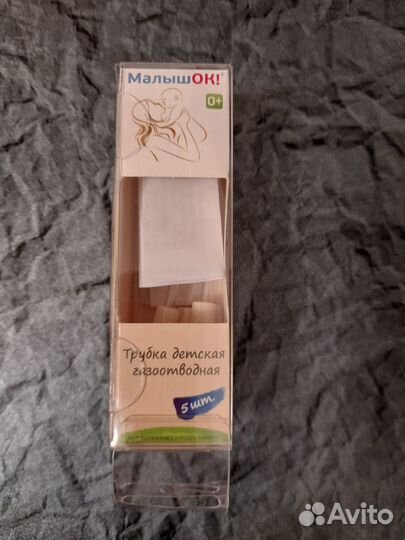 МалышОК!
0+
Трубка детская
газоотводная
5 шт.
Avito